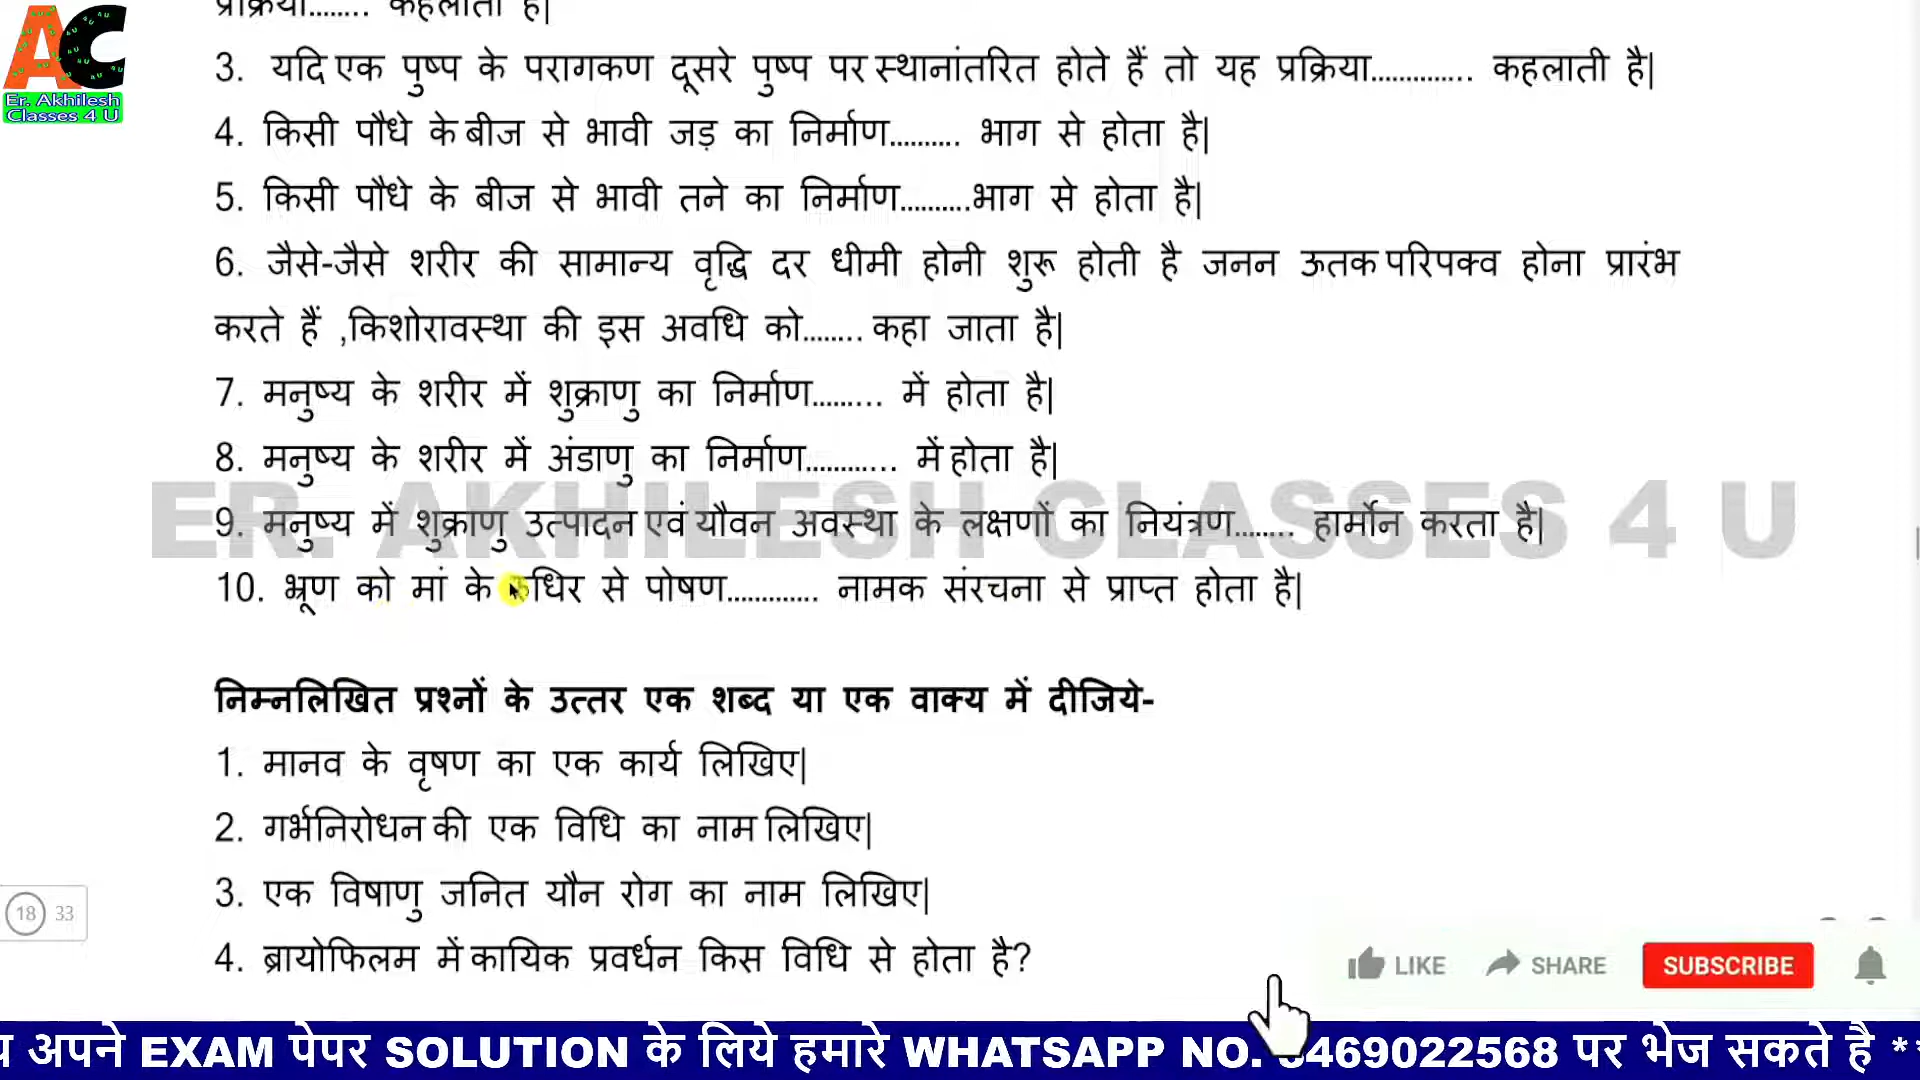 प्रक्रिया........ कहलाती है|
3. यदि एक पुष्प के परागकण दूसरे पुष्प पर स्थानांतरित होते हैं तो यह प्रक्रिया.............. कहलाती है|
4. किसी पौधे के बीज से भावी जड़ का निर्माण.......... भाग से होता है|
5. किसी पौधे के बीज से भावी तने का निर्माण..........भाग से होता है|
6. जैसे-जैसे शरीर की सामान्य वृद्धि दर धीमी होनी शुरू होती है जनन ऊतक परिपक्व होना प्रारंभ
करते हैं ,किशोरावस्था की इस अवधि को........ कहा जाता है|
7. मनुष्य के शरीर में शुक्राणु का निर्माण.......... में होता है|
8. मनुष्य के शरीर में अंडाणु का निर्माण............ में होता है|
ER. AKHILESH CLASSES 4 U
9. मनुष्य में शुक्राणु उत्पादन एवं यौवन अवस्था के लक्षणों का नियंत्रण........ हार्मोन करता है|
10. भ्रूण को मां के रुधिर से पोषण............. नामक संरचना से प्राप्त होता है|
निम्नलिखित प्रश्नों के उत्तर एक शब्द या एक वाक्य में दीजिये-
1. मानव के वृषण का एक कार्य लिखिए|
2. गर्भनिरोधन की एक विधि का नाम लिखिए|
3. एक विषाणु जनित यौन रोग का नाम लिखिए|
4. ब्रायोफिलम में कायिक प्रवर्धन किस विधि से होता है?
AC
Er. Akhilesh
Classes 4 U
18 33
LIKE SHARE SUBSCRIBE
अपने EXAM पेपर SOLUTION के लिये हमारे WHATSAPP NO. 8469022568 पर भेज सकते है *